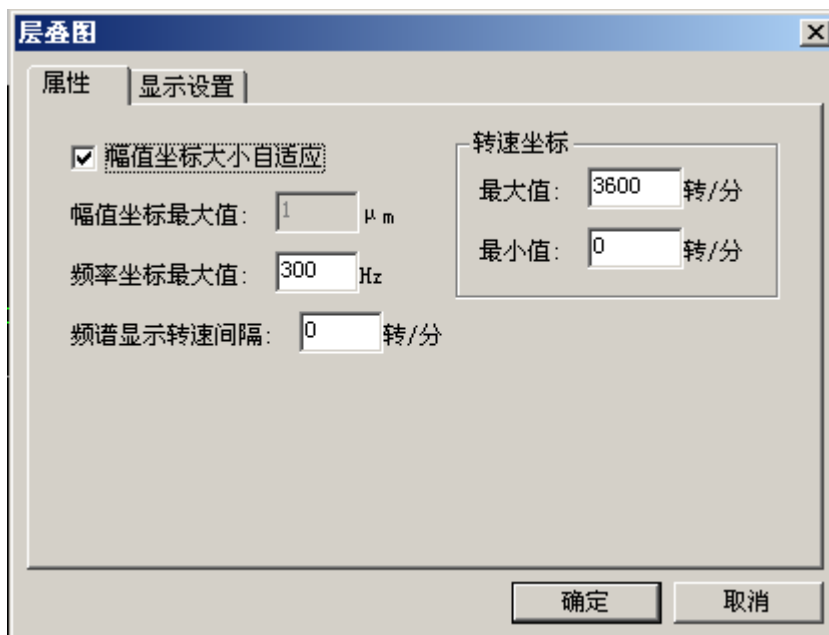 层叠图
属性 显示设置
幅值坐标大小自适应
幅值坐标最大值: 1 μm
频率坐标最大值: 300 Hz
频谱显示转速间隔: 0 转/分
转速坐标
最大值: 3600 转/分
最小值: 0 转/分
确定 取消